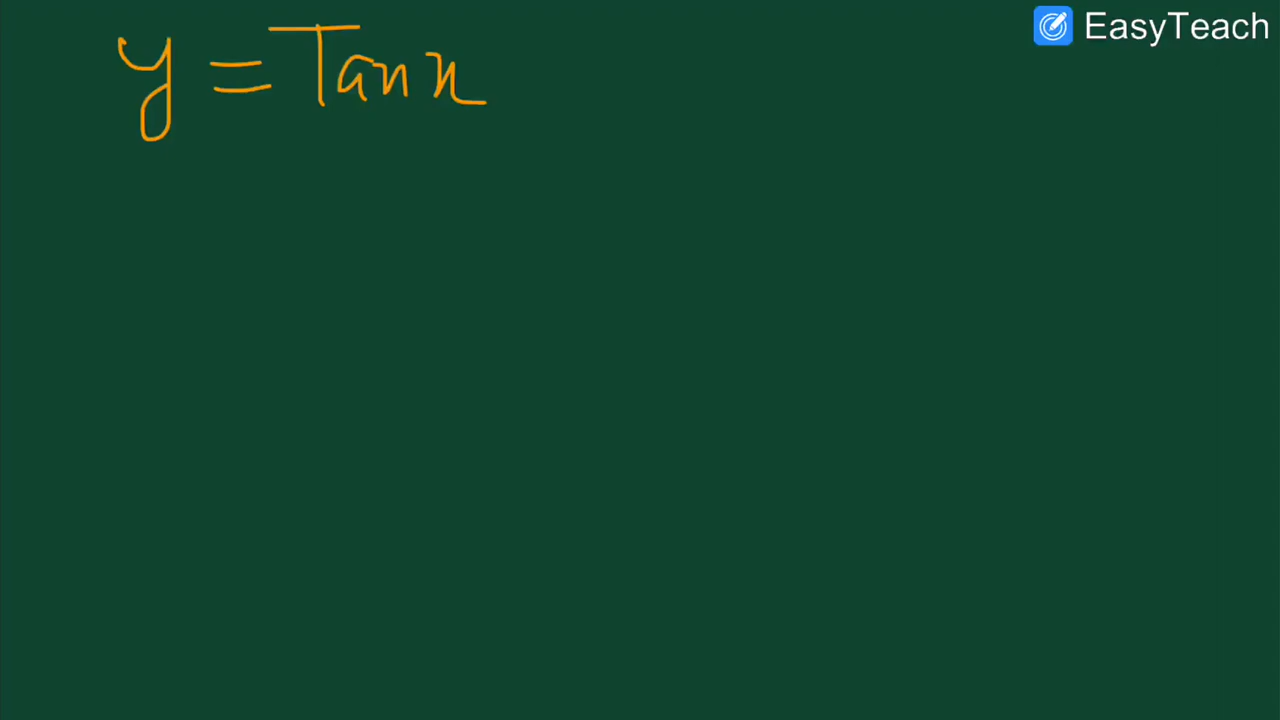 EasyTeach
y = Tan x